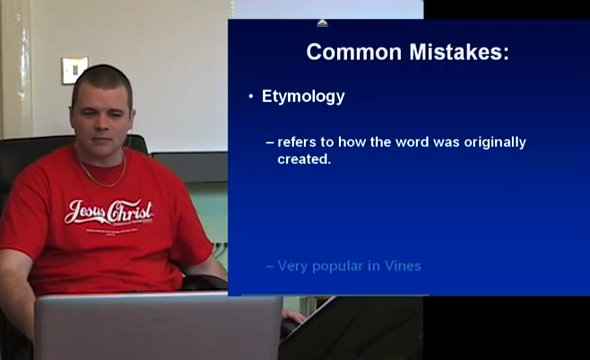 Common Mistakes:
• Etymology
– refers to how the word was originally
created.
– Very popular in Vines
Jesus Christ